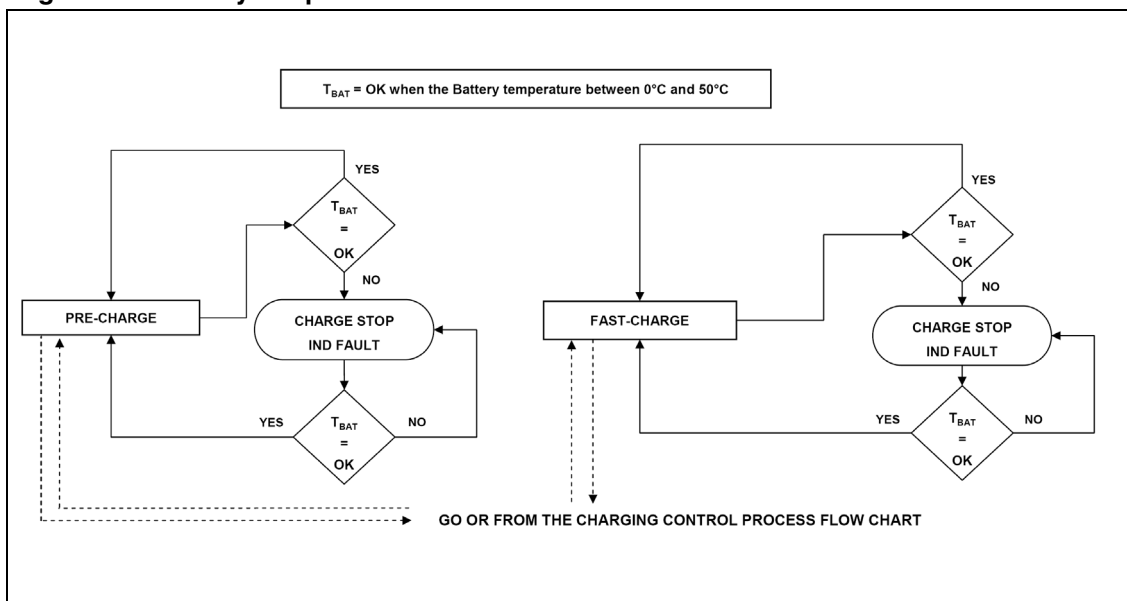 T_BAT = OK when the Battery temperature between 0°C and 50°C
YES
T_BAT
=
OK
NO
PRE-CHARGE
CHARGE STOP
IND FAULT
YES
T_BAT
=
OK
NO
YES
T_BAT
=
OK
NO
FAST-CHARGE
CHARGE STOP
IND FAULT
YES
T_BAT
=
OK
NO
GO OR FROM THE CHARGING CONTROL PROCESS FLOW CHART